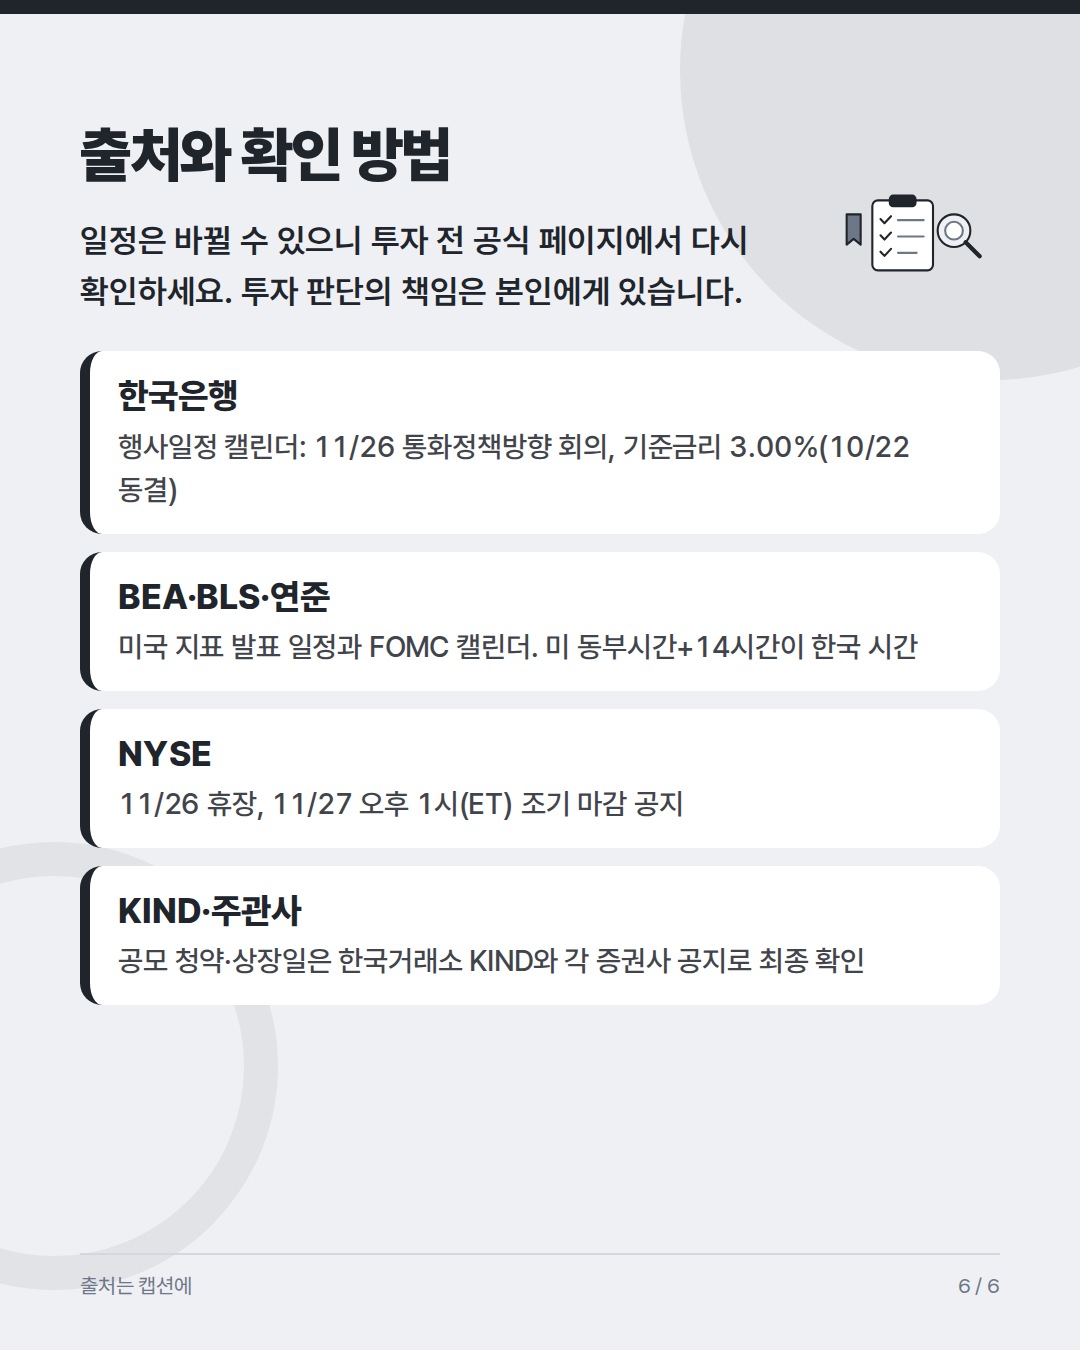 출처와 확인 방법
일정은 바뀔 수 있으니 투자 전 공식 페이지에서 다시
확인하세요. 투자 판단의 책임은 본인에게 있습니다.
한국은행
행사일정 캘린더: 11/26 통화정책방향 회의, 기준금리 3.00%(10/22
동결)
BEA·BLS·연준
미국 지표 발표 일정과 FOMC 캘린더. 미 동부시간+14시간이 한국 시간
NYSE
11/26 휴장, 11/27 오후 1시(ET) 조기 마감 공지
KIND·주관사
공모 청약·상장일은 한국거래소 KIND와 각 증권사 공지로 최종 확인
출처는 캡션에
6 / 6